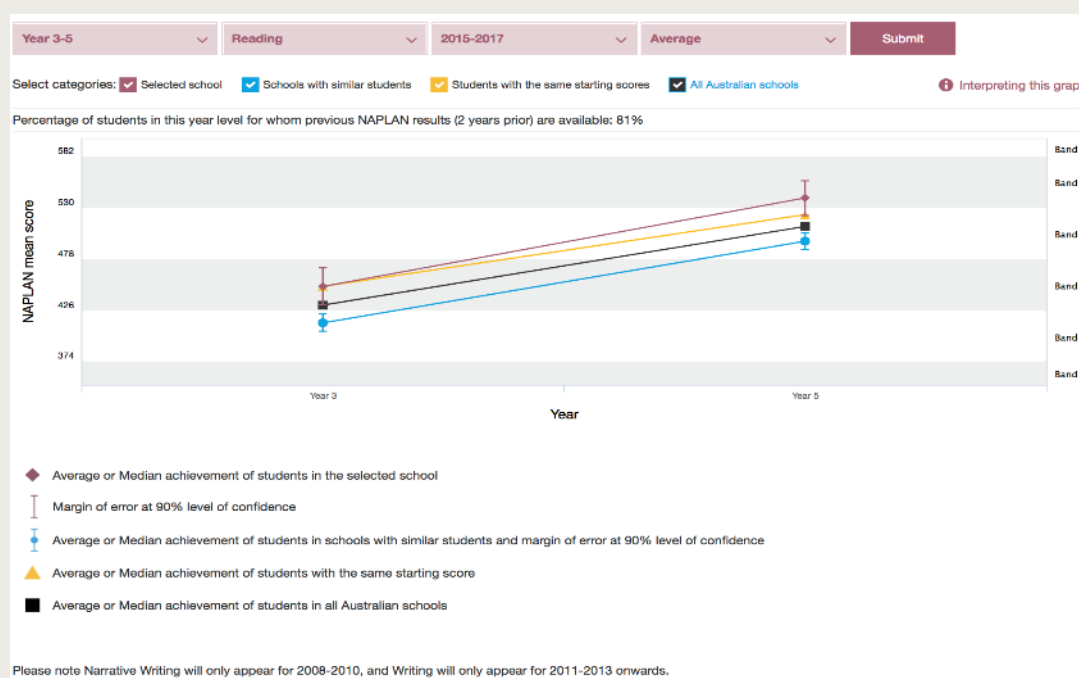 Year 3-5 Reading 2015-2017 Average Submit
Select categories: Selected school Schools with similar students Students with the same starting scores All Australian schools Interpreting this grap
Percentage of students in this year level for whom previous NAPLAN results (2 years prior) are available: 81%
582 Band
Band
530
Band
478
Band
426
Band
374
Band
NAPLAN mean score
Year 3 Year 5
Year
Average or Median achievement of students in the selected school
Margin of error at 90% level of confidence
Average or Median achievement of students in schools with similar students and margin of error at 90% level of confidence
Average or Median achievement of students with the same starting score
Average or Median achievement of students in all Australian schools
Please note Narrative Writing will only appear for 2008-2010, and Writing will only appear for 2011-2013 onwards.